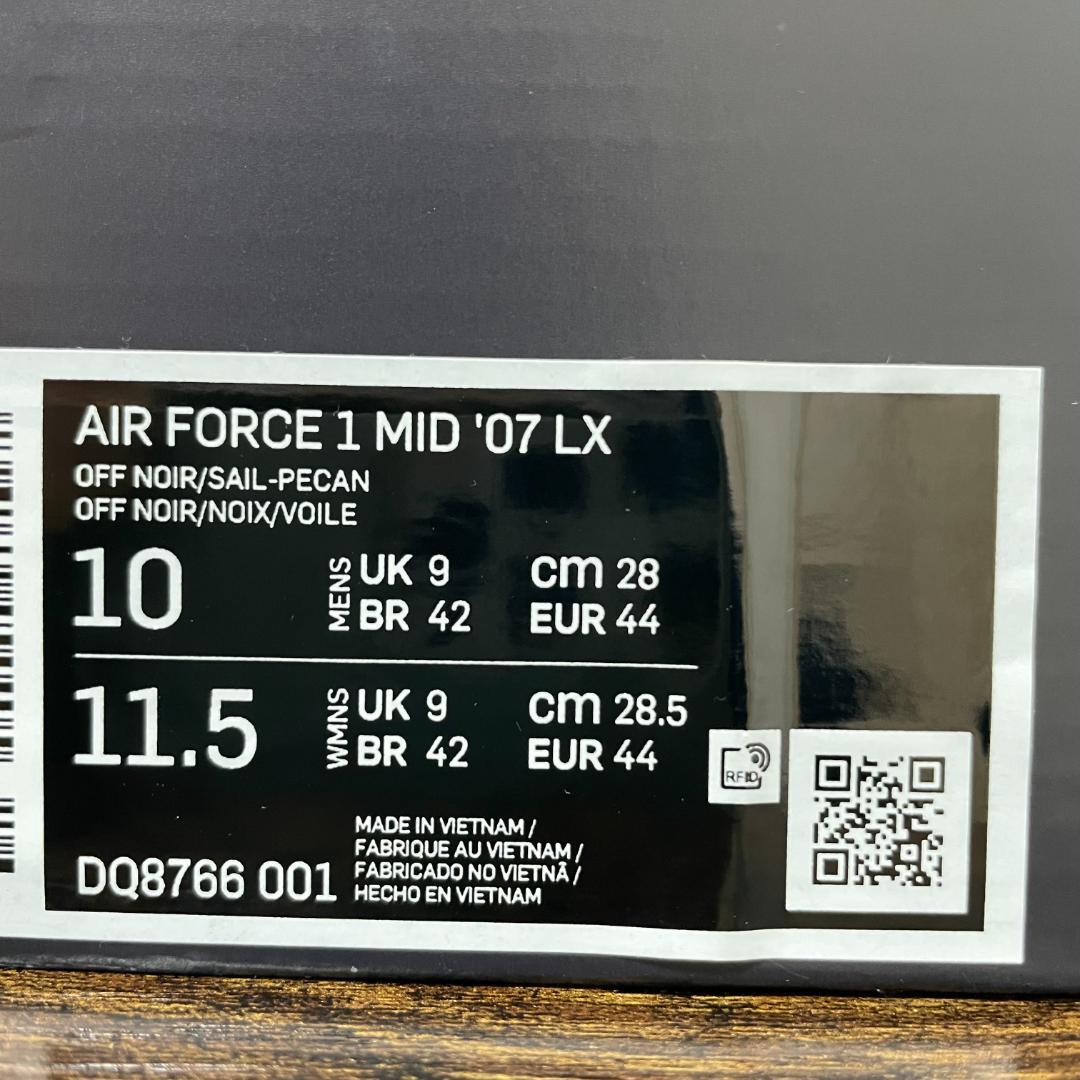 AIR FORCE 1 MID '07 LX
OFF NOIR/SAIL-PECAN
OFF NOIR/NOIX/VOILE
10 MENS UK 9 cm 28
BR 42 EUR 44
11.5 WMNS UK 9 cm 28.5
BR 42 EUR 44
RFID
MADE IN VIETNAM /
FABRIQUE AU VIETNAM /
FABRICADO NO VIETNÃ /
HECHO EN VIETNAM
DQ8766 001